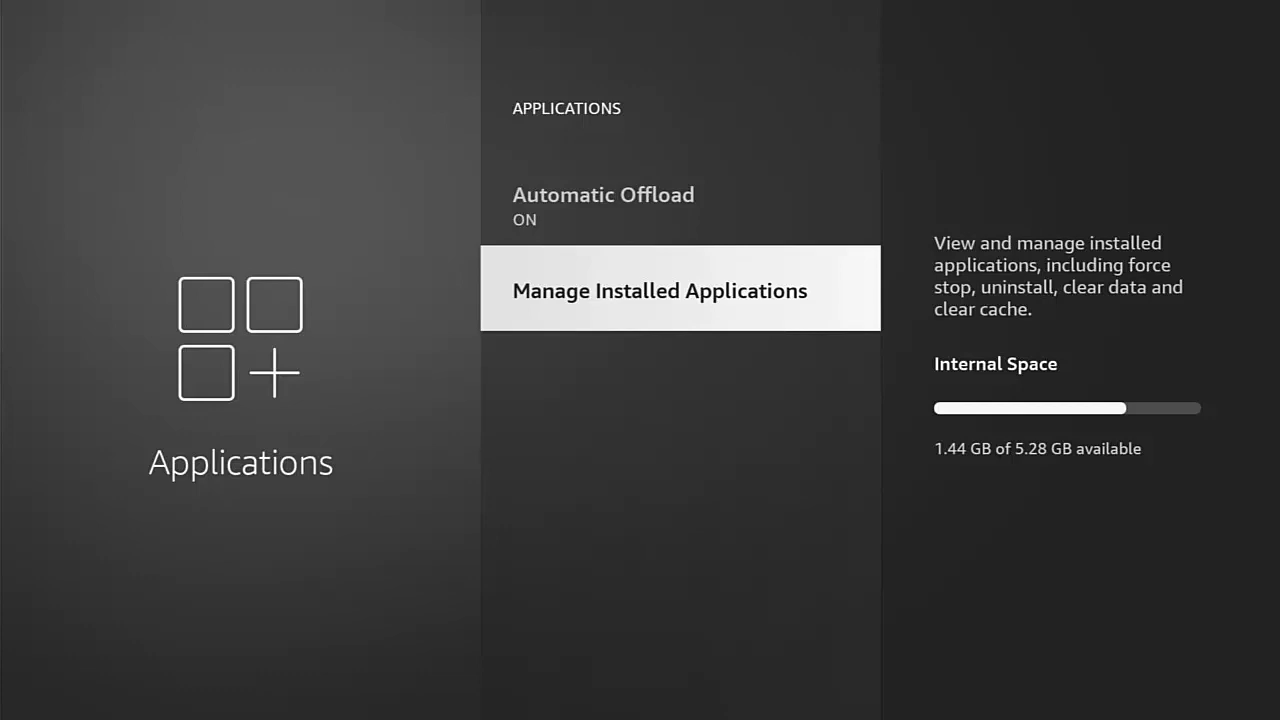 Applications
APPLICATIONS
Automatic Offload
ON
Manage Installed Applications
View and manage installed
applications, including force
stop, uninstall, clear data and
clear cache.
Internal Space
1.44 GB of 5.28 GB available